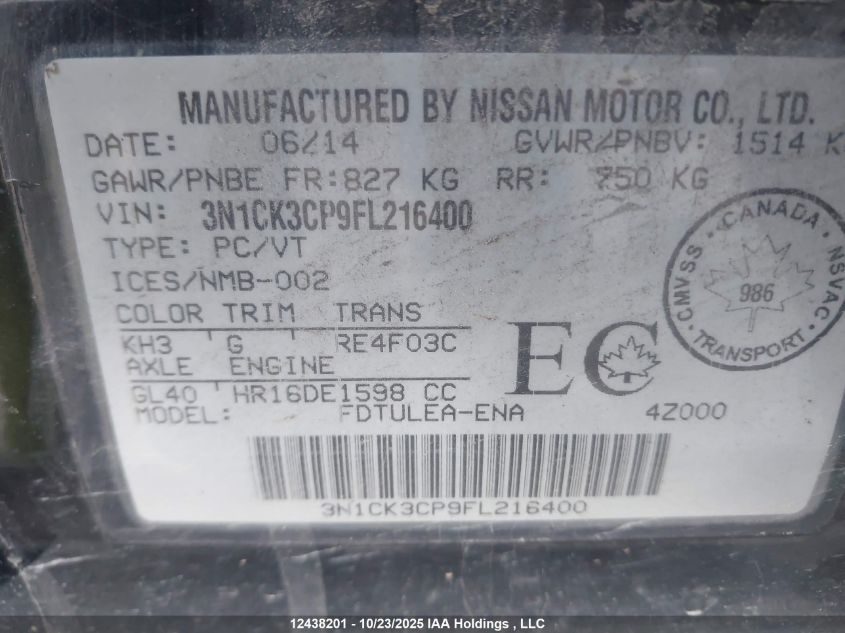 MANUFACTURED BY NISSAN MOTOR CO., LTD.
DATE: 06/14 GVWR/PNBV: 1514 K
GAWR/PNBE FR:827 KG RR: 750 KG
VIN: 3N1CK3CP9FL216400
TYPE: PC/VT
ICES/NMB-002
COLOR TRIM TRANS
KH3 G RE4F03C
AXLE ENGINE
GL40 HR16DE1598 CC
MODEL: FDTULEA-ENA 4Z000
EC
CANADA
CMVSS NSVAC
986
TRANSPORT
3N1CK3CP9FL216400
12438201 - 10/23/2025 IAA Holdings , LLC